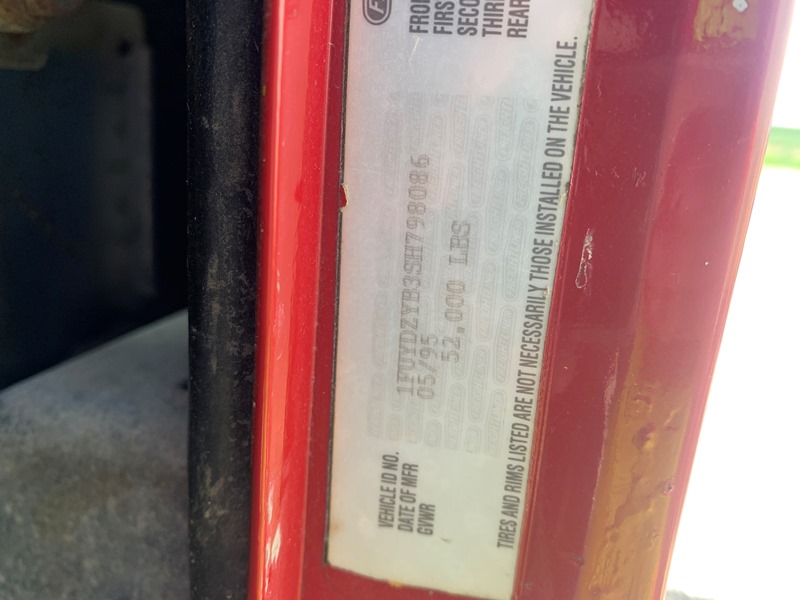 VEHICLE ID NO. 1FUYDZYB3SH798086
DATE OF MFR 05/95
GVWR 52,000 LBS
FRO
FIRS
SECO
THIR
REAR
TIRES AND RIMS LISTED ARE NOT NECESSARILY THOSE INSTALLED ON THE VEHICLE.